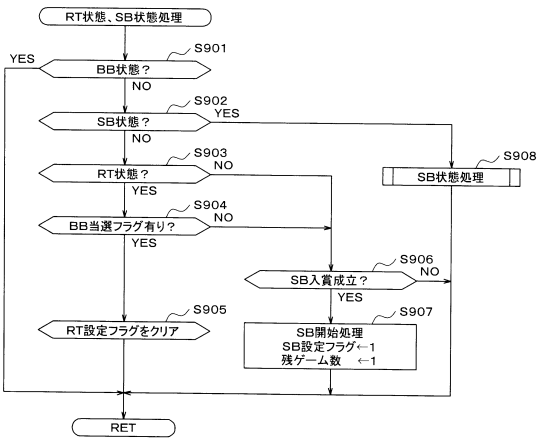 RT状態、SB状態処理
S901
YES
BB状態？
NO
S902
YES
SB状態？
NO
S903
NO
RT状態？
YES
S908
SB状態処理
S904
NO
BB当選フラグ有り？
YES
S906
NO
SB入賞成立？
YES
S905
RT設定フラグをクリア
S907
SB開始処理
SB設定フラグ←1
残ゲーム数 ←1
RET